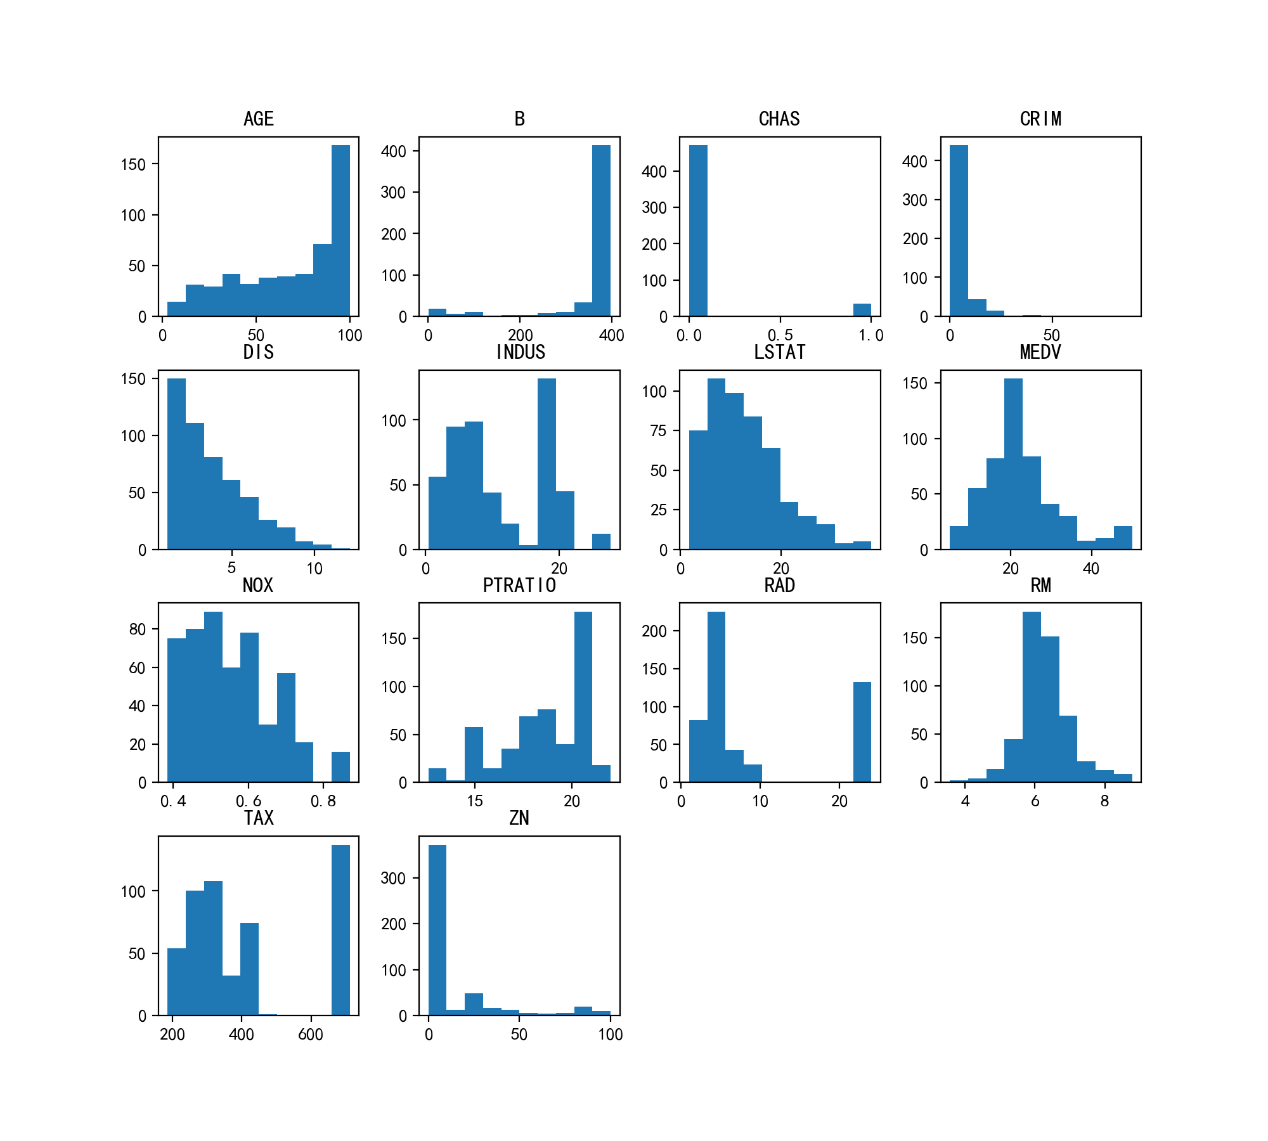 AGE B CHAS CRIM
150 100 50 0
400 300 200 100 0
400 300 200 100 0
400 300 200 100 0
0 50 100
0 200 400
0.0 0.5 1.0
0 50
DIS INDUS LSTAT MEDV
150 100 50 0
100 50 0
100 75 50 25 0
150 100 50 0
5 10
0 20
0 20
20 40
NOX PTRATIO RAD RM
80 60 40 20 0
150 100 50 0
200 150 100 50 0
150 100 50 0
0.4 0.6 0.8
15 20
0 10 20
4 6 8
TAX ZN
100 50 0
300 200 100 0
200 400 600
0 50 100